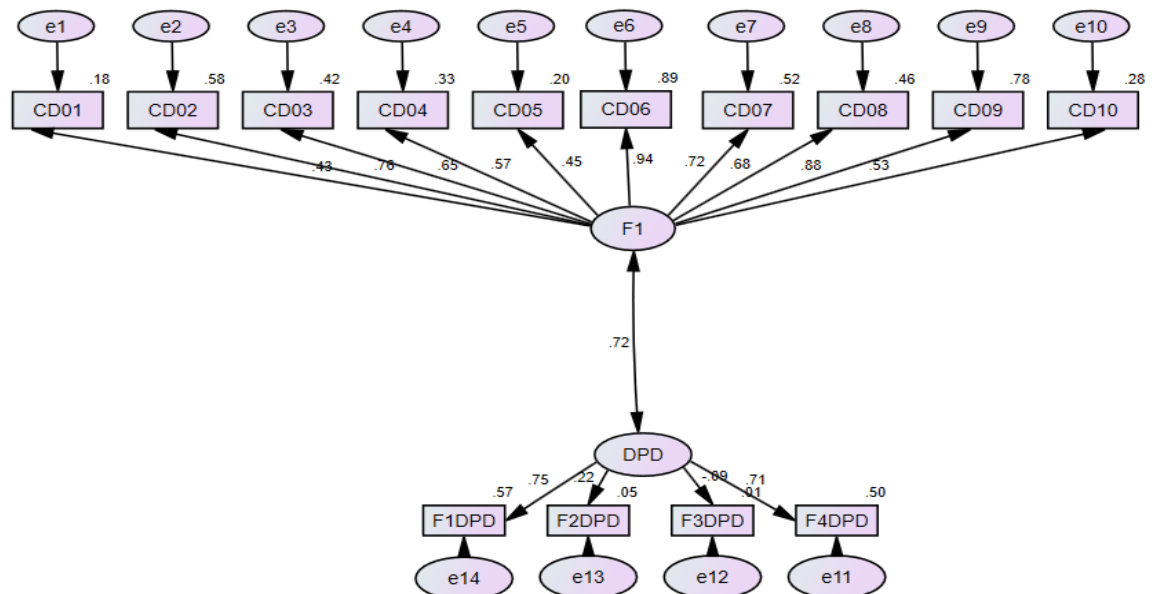 e1 e2 e3 e4 e5 e6 e7 e8 e9 e10
.18 .58 .42 .33 .20 .89 .52 .46 .78 .28
CD01 CD02 CD03 CD04 CD05 CD06 CD07 CD08 CD09 CD10
.43 .76 .65 .57 .45 .94 .72 .68 .88 .53
F1
.72
DPD
.75 .22 -.09 .71
.57 .05 .01 .50
F1DPD F2DPD F3DPD F4DPD
e14 e13 e12 e11